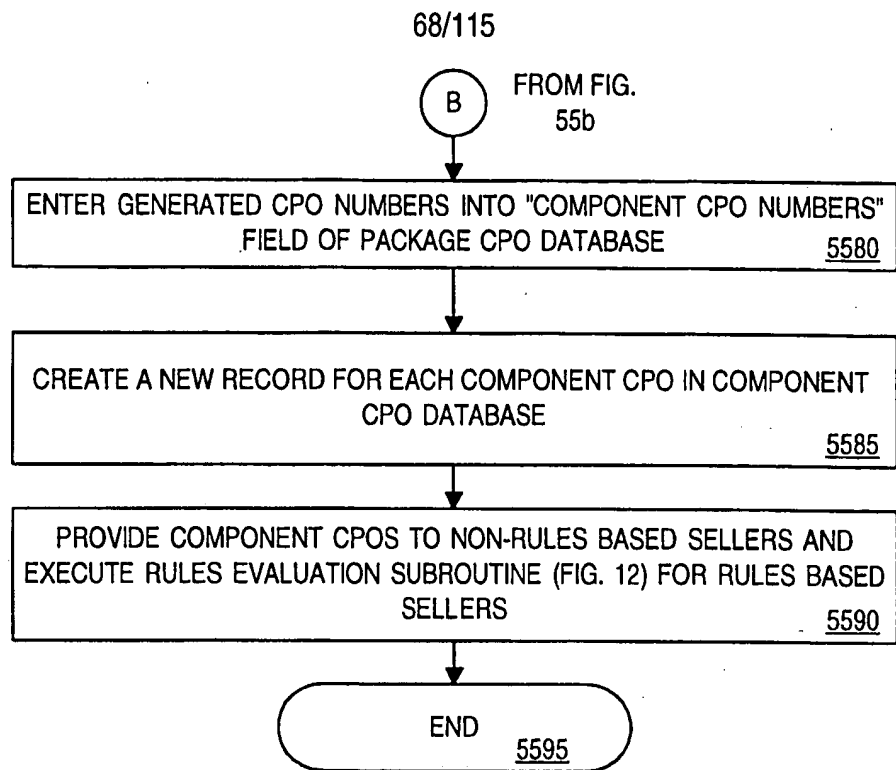 68/115
B
FROM FIG.
55b
ENTER GENERATED CPO NUMBERS INTO "COMPONENT CPO NUMBERS"
FIELD OF PACKAGE CPO DATABASE
5580
CREATE A NEW RECORD FOR EACH COMPONENT CPO IN COMPONENT
CPO DATABASE
5585
PROVIDE COMPONENT CPOS TO NON-RULES BASED SELLERS AND
EXECUTE RULES EVALUATION SUBROUTINE (FIG. 12) FOR RULES BASED
SELLERS
5590
END
5595